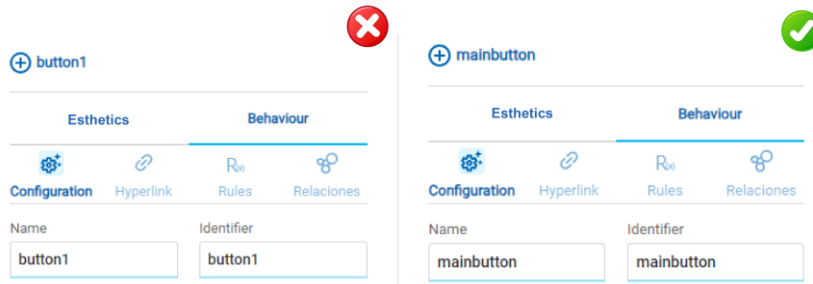 button1
Esthetics Behaviour
Configuration Hyperlink Rules Relaciones
Name Identifier
button1 button1
mainbutton
Esthetics Behaviour
Configuration Hyperlink Rules Relaciones
Name Identifier
mainbutton mainbutton